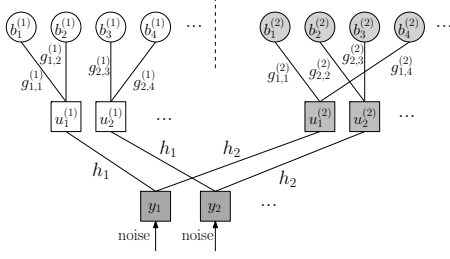 b_1^{(1)} b_2^{(1)} b_3^{(1)} b_4^{(1)} ... b_1^{(2)} b_2^{(2)} b_3^{(2)} b_4^{(2)} ...
g_{1,1}^{(1)} g_{1,2}^{(1)} g_{2,3}^{(1)} g_{2,4}^{(1)} g_{1,1}^{(2)} g_{2,2}^{(2)} g_{2,3}^{(2)} g_{1,4}^{(2)}
u_1^{(1)} u_2^{(1)} ... u_1^{(2)} u_2^{(2)} ...
h_1 h_1 h_2 h_2
y_1 y_2 ...
noise noise